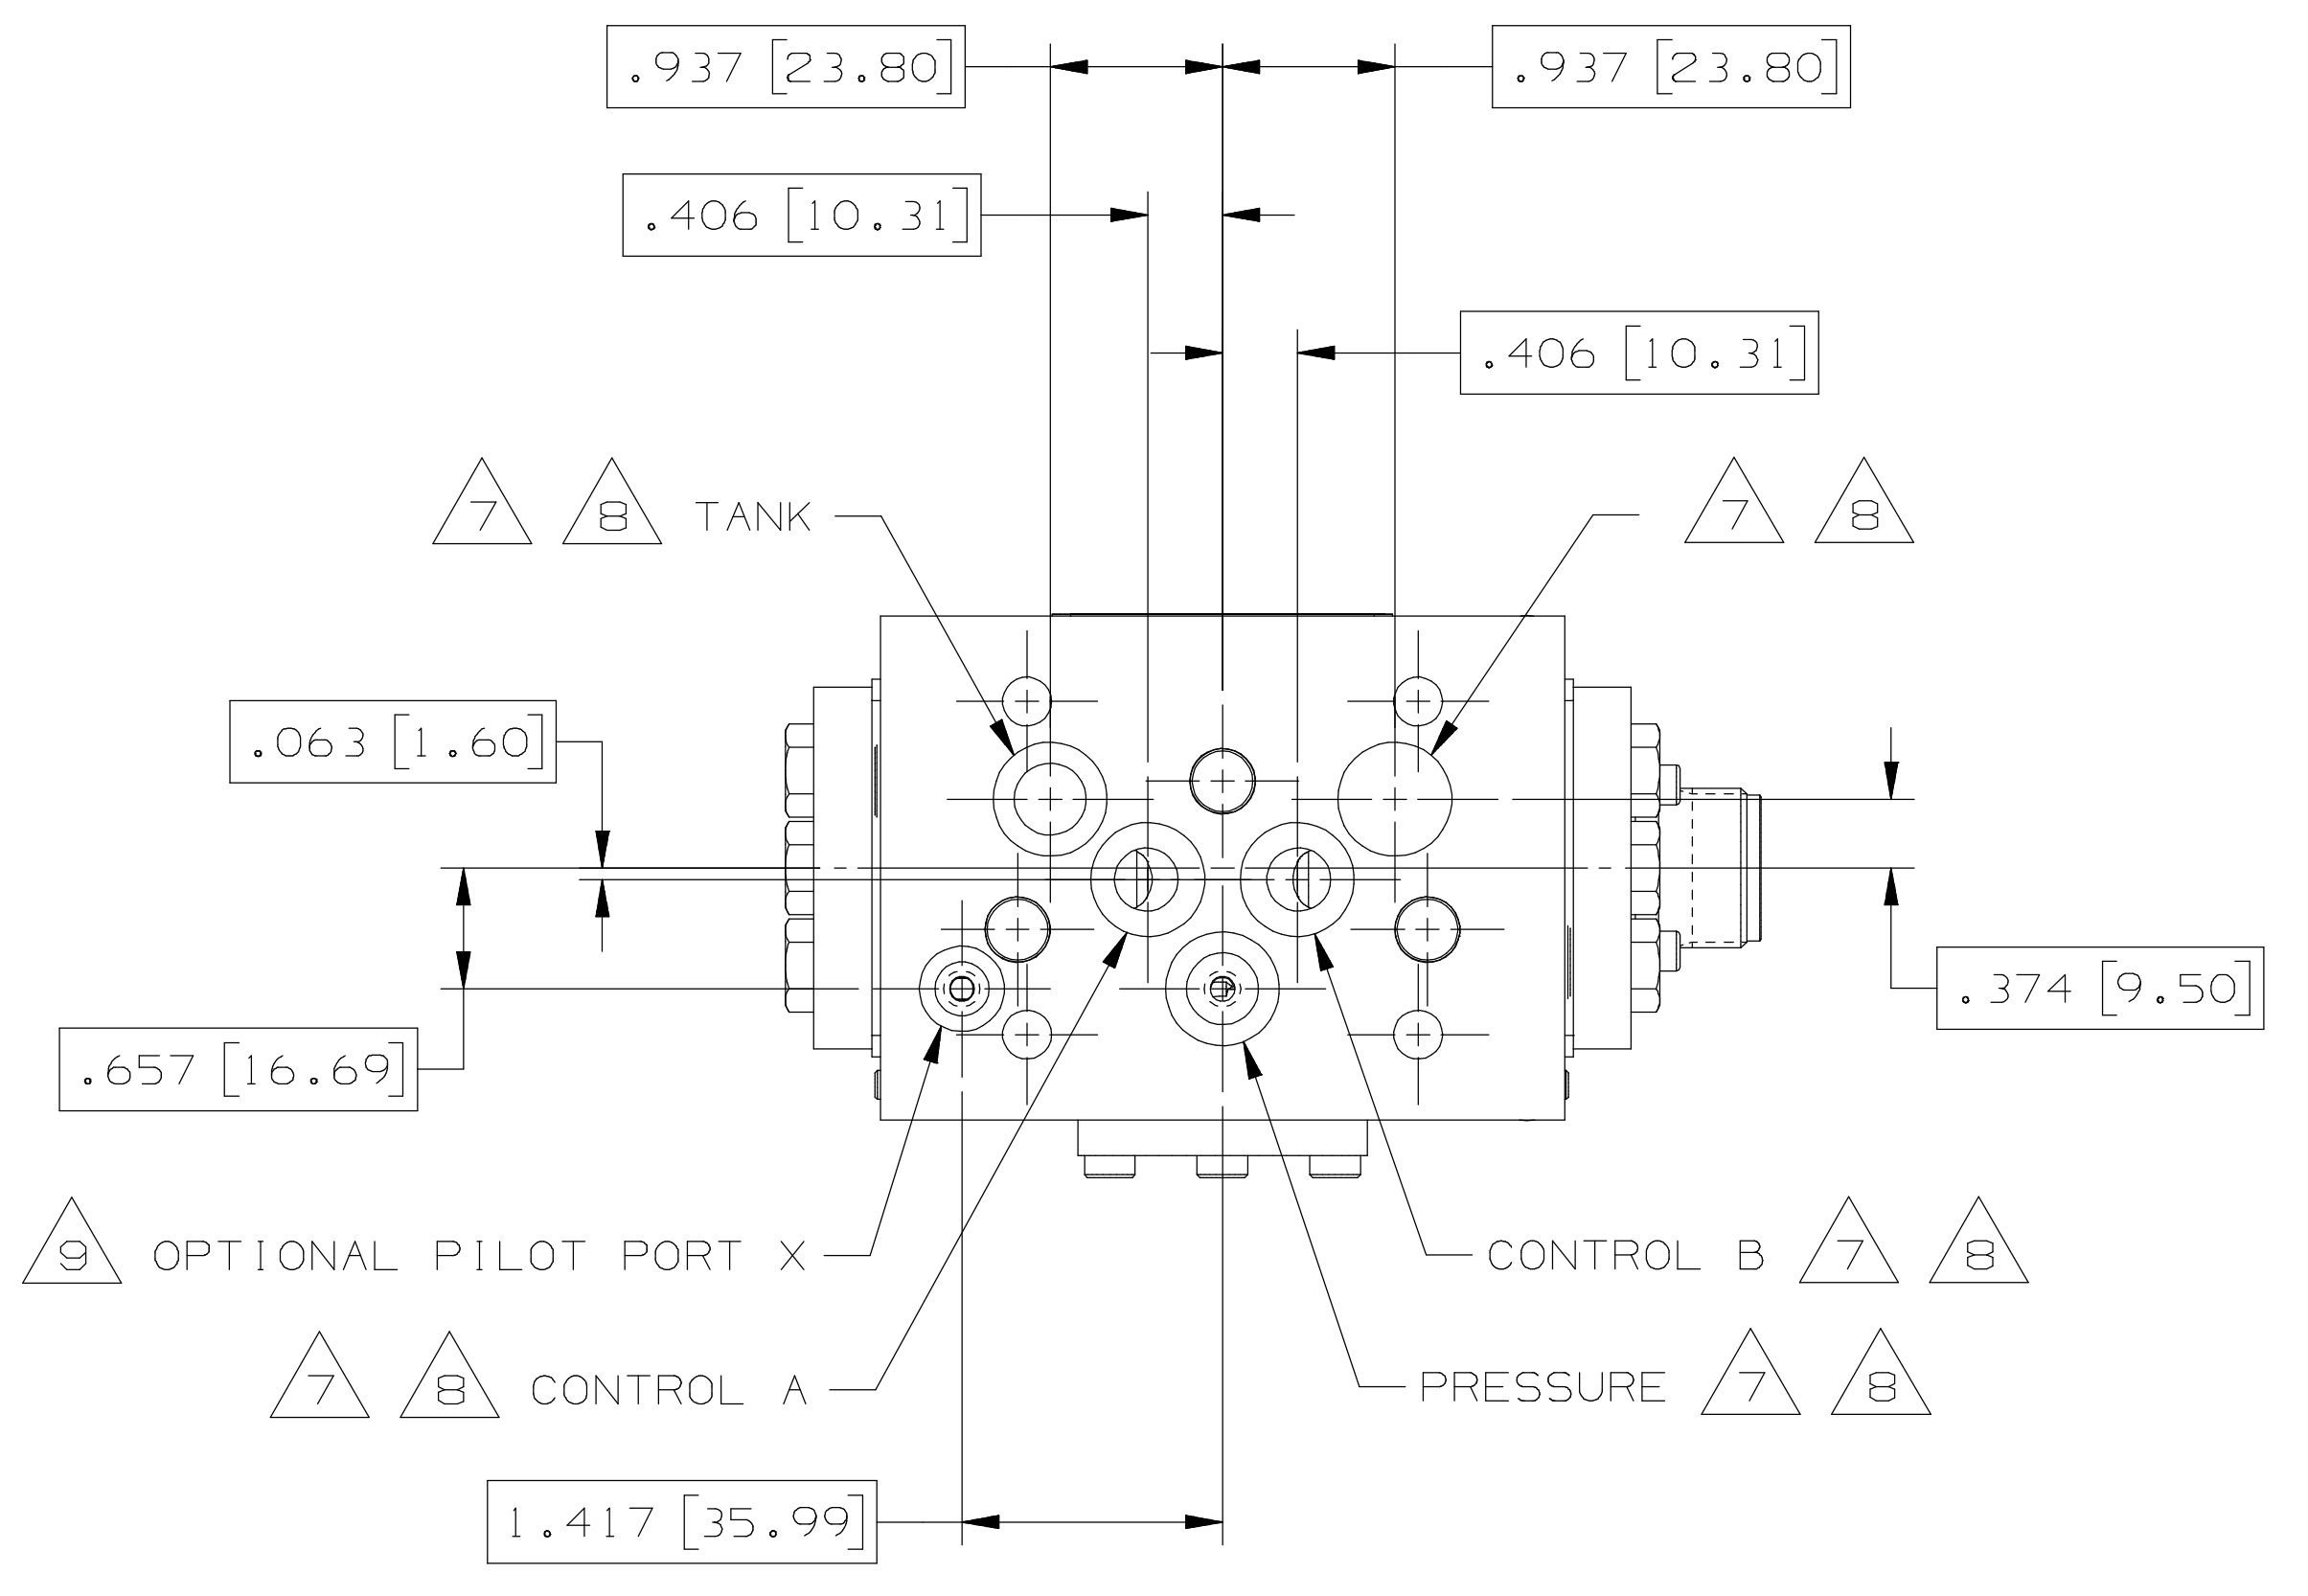 .937 [23.80]
.937 [23.80]
.406 [10.31]
.406 [10.31]
7 8 TANK
7 8
.063 [1.60]
.374 [9.50]
.657 [16.69]
9 OPTIONAL PILOT PORT X
CONTROL B 7 8
7 8 CONTROL A
PRESSURE 7 8
1.417 [35.99]